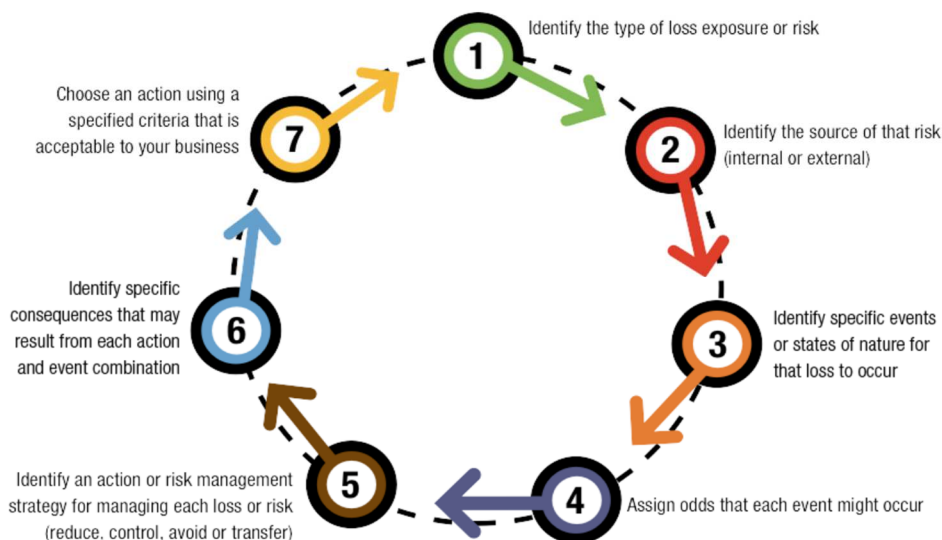 1
Identify the type of loss exposure or risk
2
Identify the source of that risk
(internal or external)
3
Identify specific events
or states of nature for
that loss to occur
4
Assign odds that each event might occur
5
Identify an action or risk management
strategy for managing each loss or risk
(reduce, control, avoid or transfer)
6
Identify specific
consequences that may
result from each action
and event combination
7
Choose an action using a
specified criteria that is
acceptable to your business